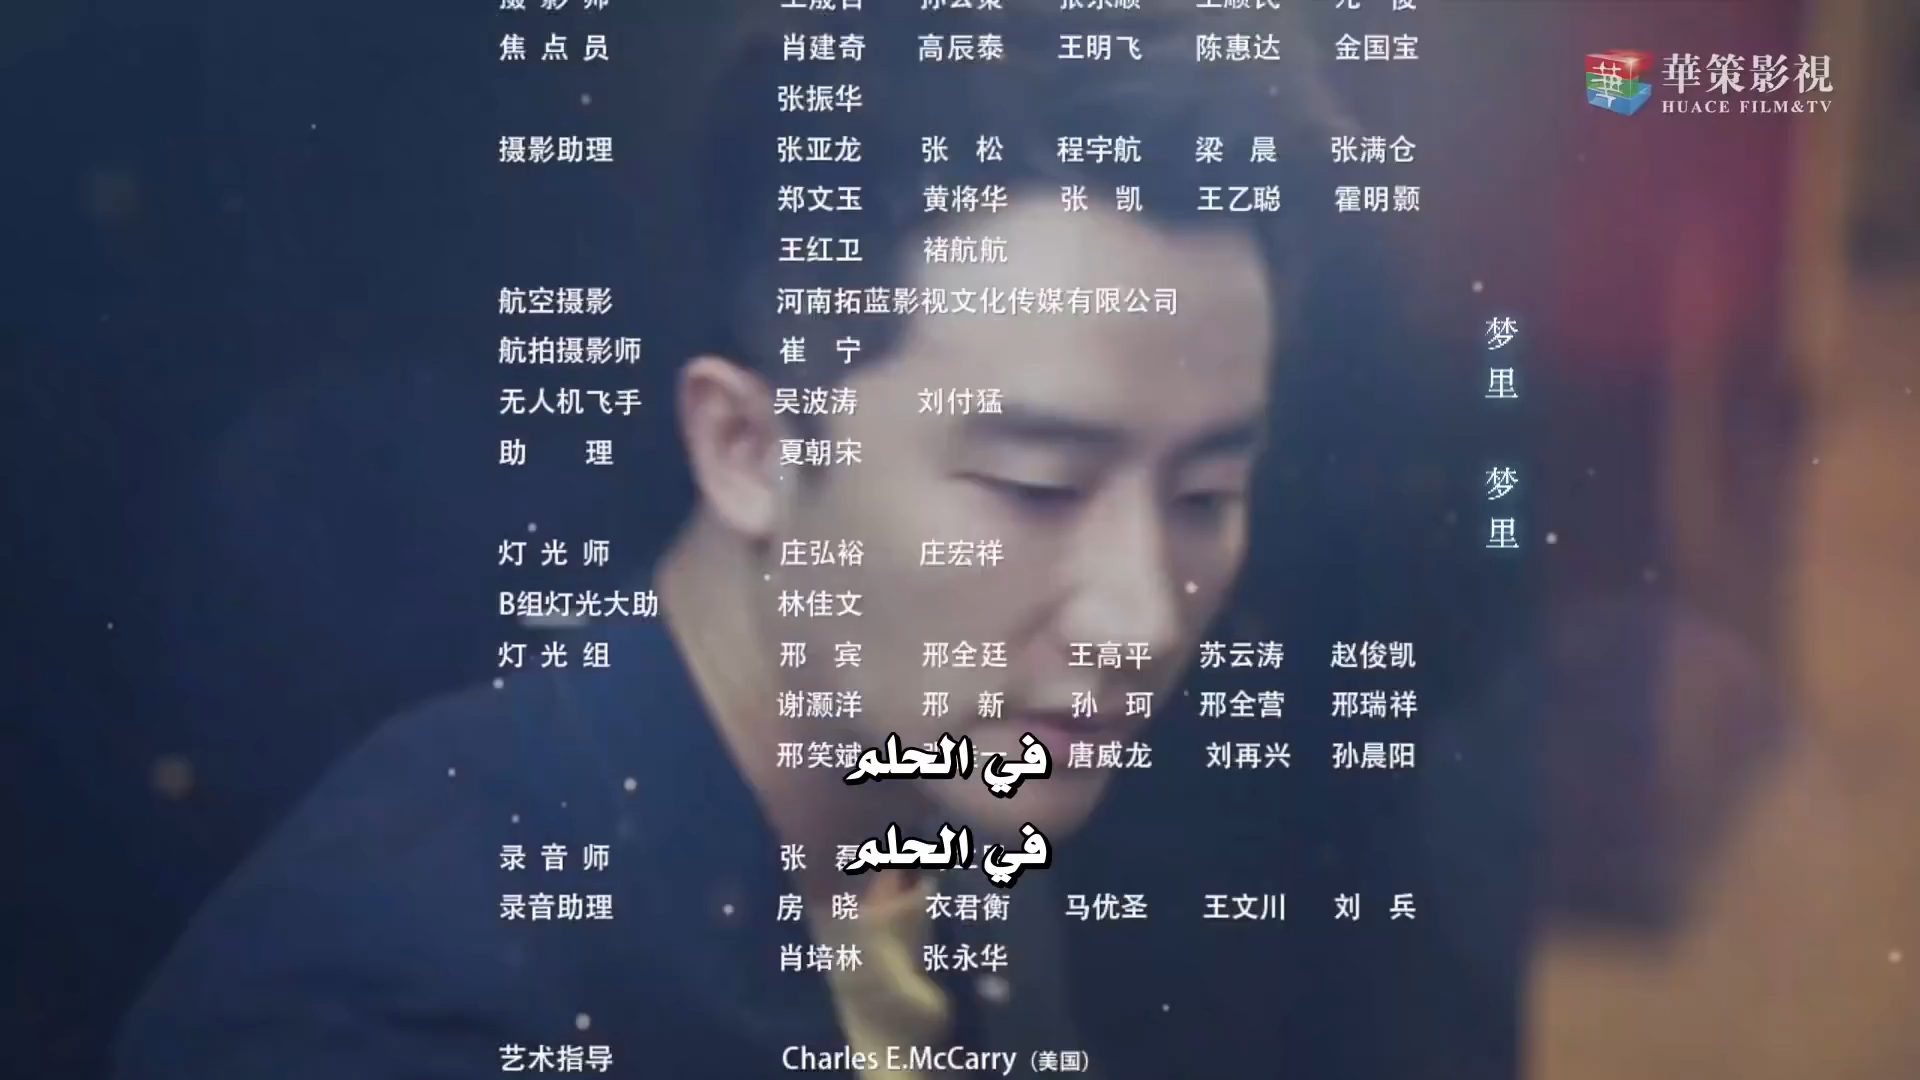 焦点员 肖建奇 高辰泰 王明飞 陈惠达 金国宝
張振华
摄影助理 张亚龙 张松 程宇航 梁晨 张满仓
郑文玉 黄将华 张凯 王乙聪 霍明颢
王红卫 褚航航
航空摄影 河南拓蓝影视文化传媒有限公司
航拍摄影师 崔宁
无人机飞手 吴波涛 刘付猛
助理 夏朝宋
灯光师 庄弘裕 庄宏祥
B组灯光大助 林佳文
灯光组 邢宾 邢全廷 王高平 苏云涛 赵俊凯
谢灏洋 邢新 孙珂 邢全营 邢瑞祥
邢笑斌 唐威龙 刘再兴 孙晨阳
录音师 张磊
录音助理 房晓 衣君衡 马优圣 王文川 刘兵
肖培林 张永华
艺术指导 Charles E.McCarry（美国）
華策影視
HUACE FILM&TV
梦里 梦里
في الحلم
في الحلم